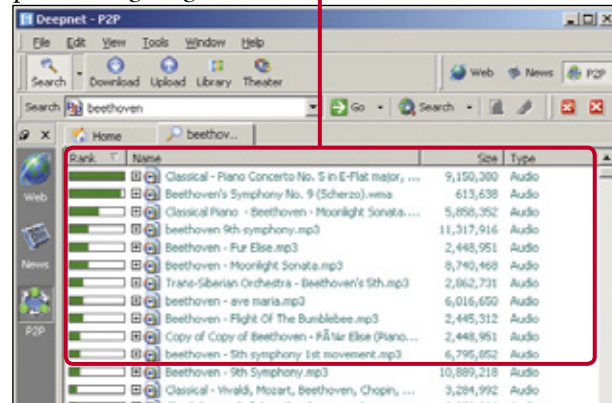 Deepnet - P2P
File Edit View Tools Window Help
Search Download Upload Library Theater Web News P2P
Search beethoven Go Search
Home beethov..
Rank Name Size Type
Classical - Piano Concerto No. 5 in E-Flat major, ... 9,150,380 Audio
Beethoven's Symphony No. 9 (Scherzo).wma 613,638 Audio
Classical Piano - Beethoven - Moonlight Sonata.... 5,858,352 Audio
beethoven 9th symphony.mp3 11,317,916 Audio
Beethoven - Fur Elise.mp3 2,448,951 Audio
Beethoven - Moonlight Sonata.mp3 8,740,468 Audio
Trans-Siberian Orchestra - Beethoven's 5th.mp3 2,862,731 Audio
beethoven - ave maria.mp3 6,016,650 Audio
Beethoven - Flight Of The Bumblebee.mp3 2,445,312 Audio
Copy of Copy of Beethoven - FÃ¼r Elise (Piano... 2,448,951 Audio
beethoven - 5th symphony 1st movement.mp3 6,795,852 Audio
Beethoven - 9th Symphony.mp3 10,889,218 Audio
Classical - Vivaldi, Mozart, Beethoven, Chopin, ... 3,284,992 Audio
Web
News
P2P